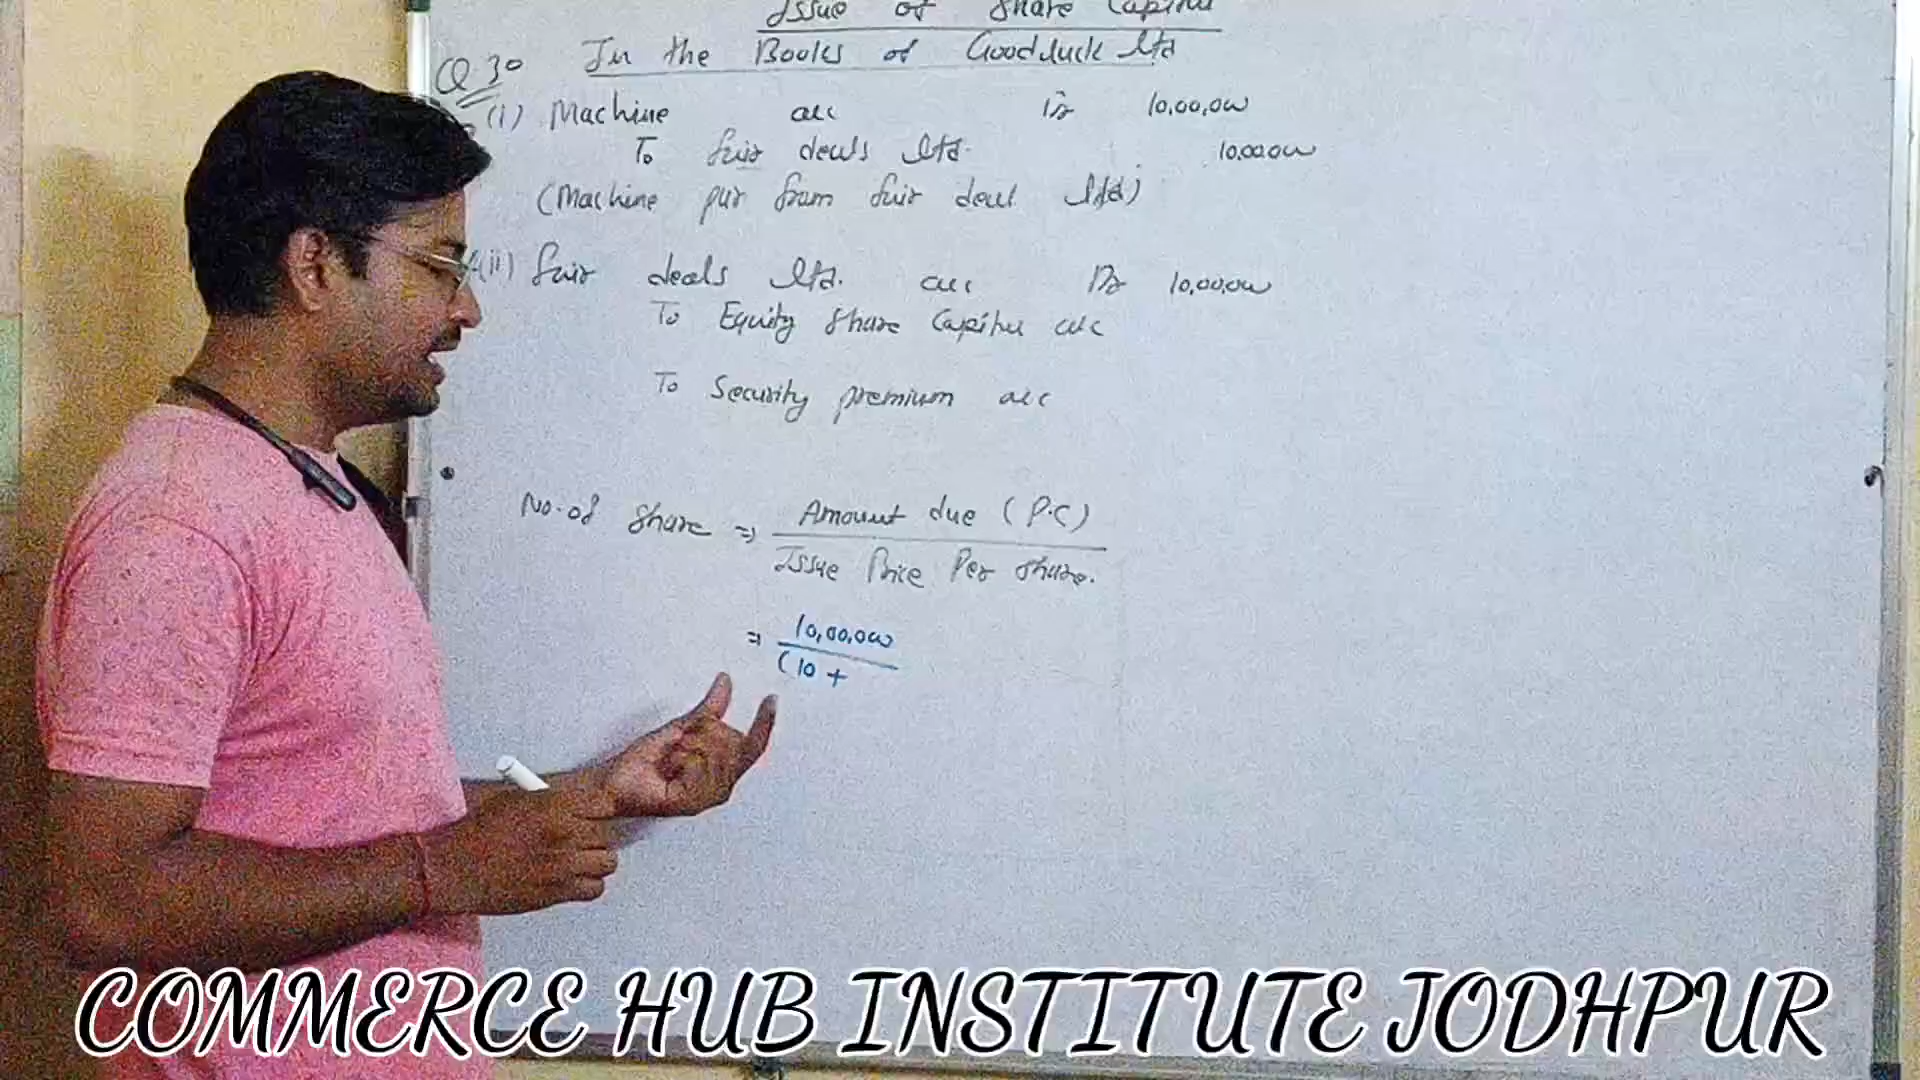 Issue of Share Capital
Q.30 In the Books of Goodluck ltd
(i) Machine a/c Dr 10,00,000
To fair deals ltd. 10,00,000
(Machine pur from fair deal ltd)
(ii) fair deals ltd. a/c Dr 10,00,000
To Equity Share Capital a/c
To Security premium a/c
No. of Share ⇒ Amount due (P.C)
Issue Price Per Share.
⇒ 10,00,000
(10 +
COMMERCE HUB INSTITUTE JODHPUR